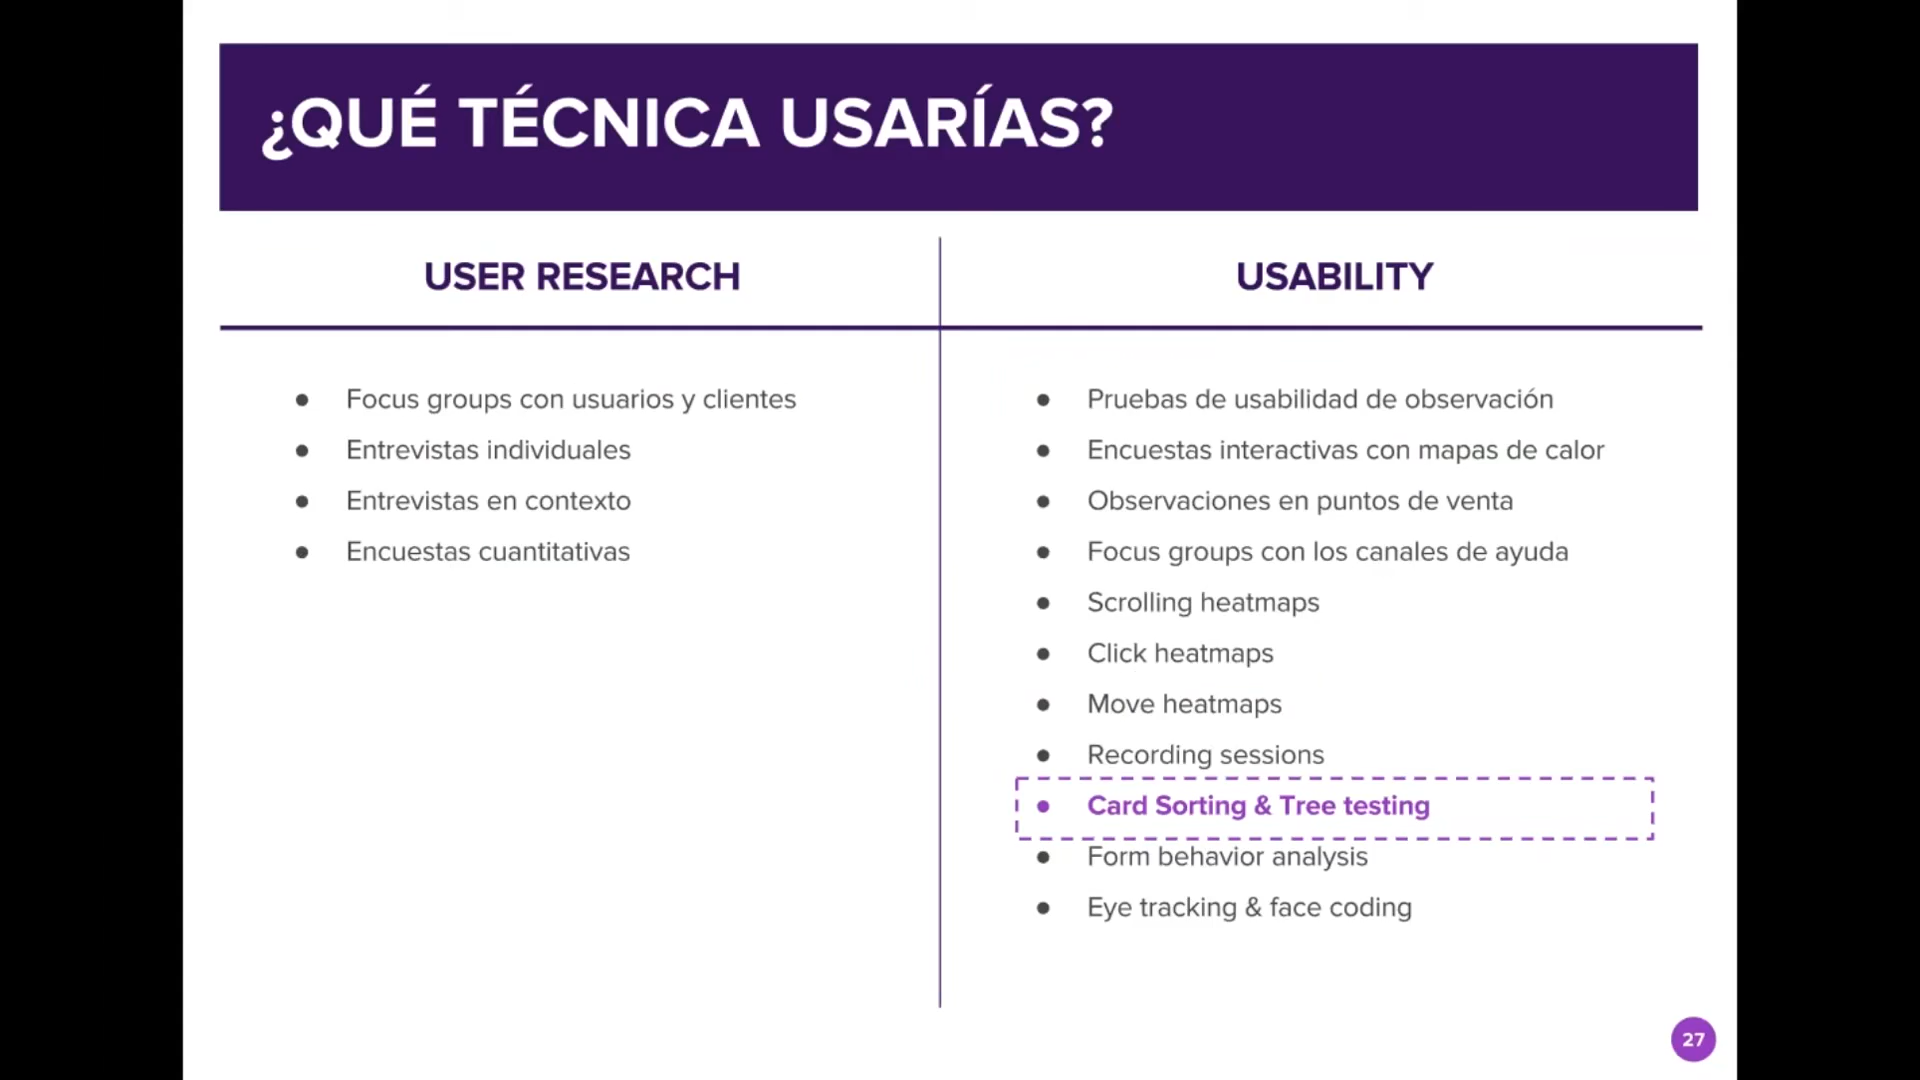 ¿QUÉ TÉCNICA USARÍAS?
USER RESEARCH
● Focus groups con usuarios y clientes
● Entrevistas individuales
● Entrevistas en contexto
● Encuestas cuantitativas
USABILITY
● Pruebas de usabilidad de observación
● Encuestas interactivas con mapas de calor
● Observaciones en puntos de venta
● Focus groups con los canales de ayuda
● Scrolling heatmaps
● Click heatmaps
● Move heatmaps
● Recording sessions
● Card Sorting & Tree testing
● Form behavior analysis
● Eye tracking & face coding
27